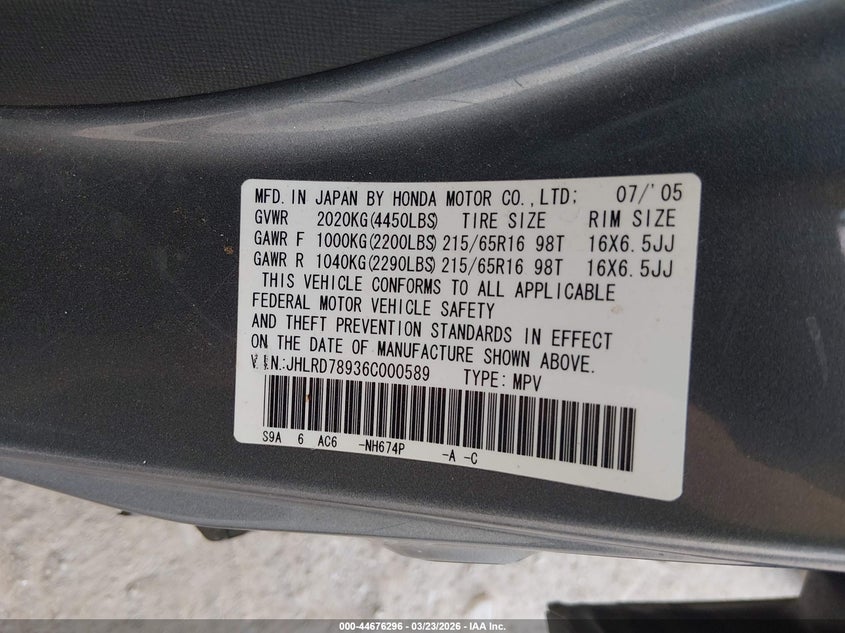 MFD. IN JAPAN BY HONDA MOTOR CO., LTD; 07/'05
GVWR 2020KG(4450LBS) TIRE SIZE RIM SIZE
GAWR F 1000KG(2200LBS) 215/65R16 98T 16X6.5JJ
GAWR R 1040KG(2290LBS) 215/65R16 98T 16X6.5JJ
THIS VEHICLE CONFORMS TO ALL APPLICABLE
FEDERAL MOTOR VEHICLE SAFETY
AND THEFT PREVENTION STANDARDS IN EFFECT
ON THE DATE OF MANUFACTURE SHOWN ABOVE.
V.I.N.:JHLRD78936C000589 TYPE: MPV
S9A 6 AC6 -NH674P -A -C
000-44676296 - 03/23/2026 - IAA Inc.